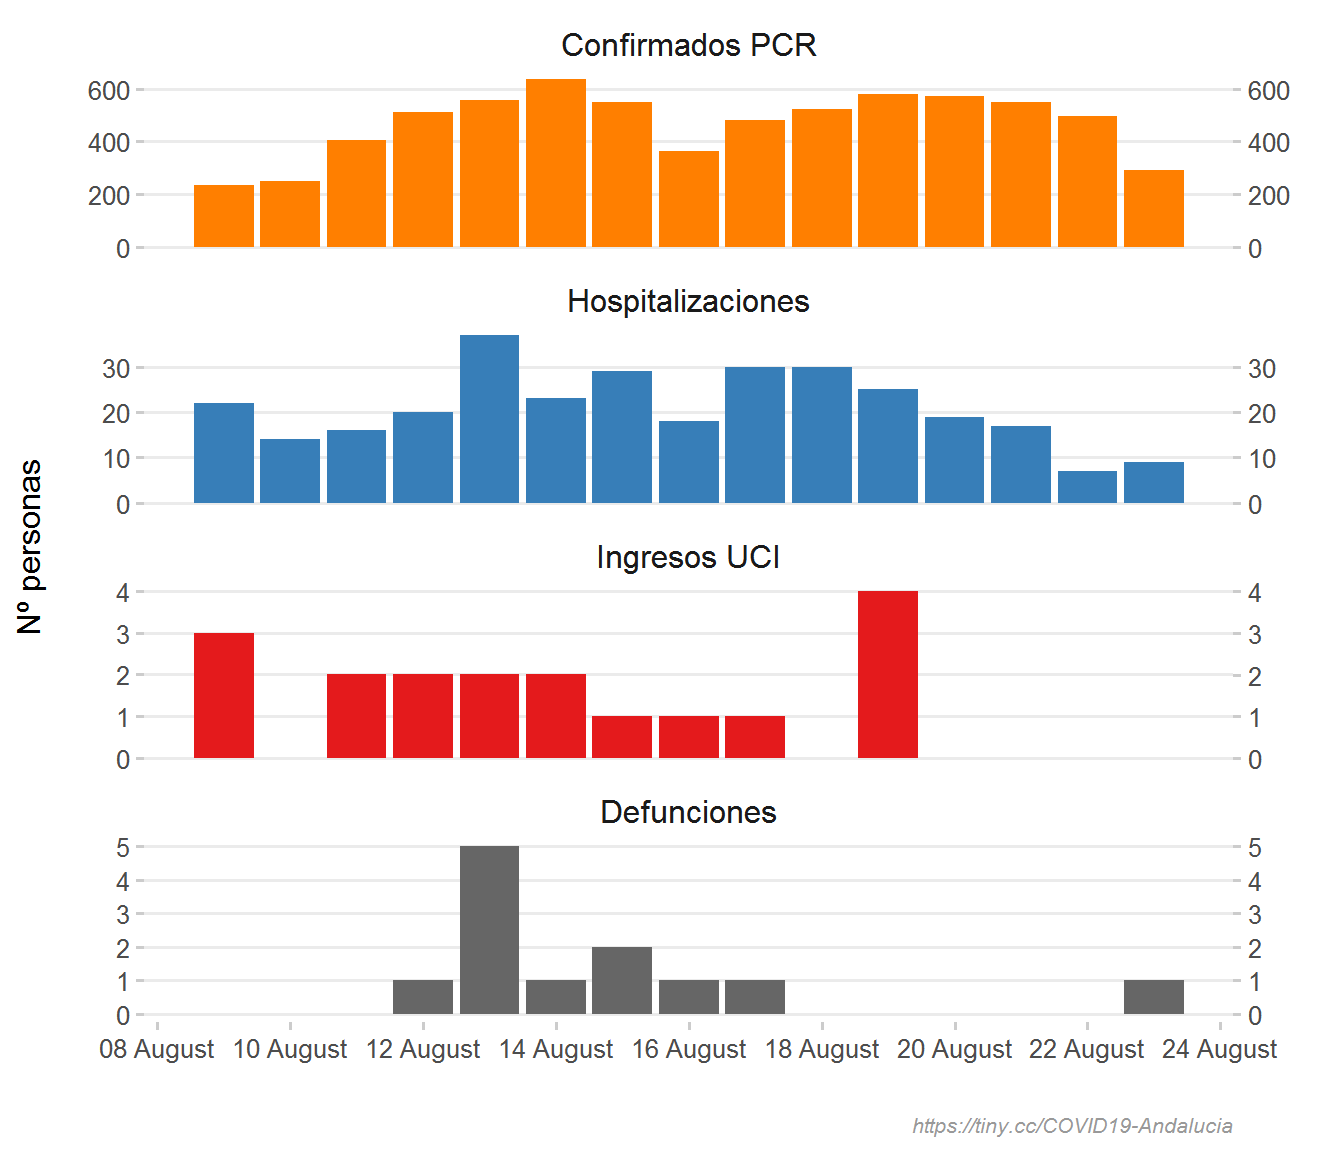 Confirmados PCR
600 600
400 400
200 200
0 0
Hospitalizaciones
30 30
20 20
10 10
0 0
Nº personas
Ingresos UCI
4 4
3 3
2 2
1 1
0 0
Defunciones
5 5
4 4
3 3
2 2
1 1
0 0
08 August 10 August 12 August 14 August 16 August 18 August 20 August 22 August 24 August
https://tiny.cc/COVID19-Andalucia